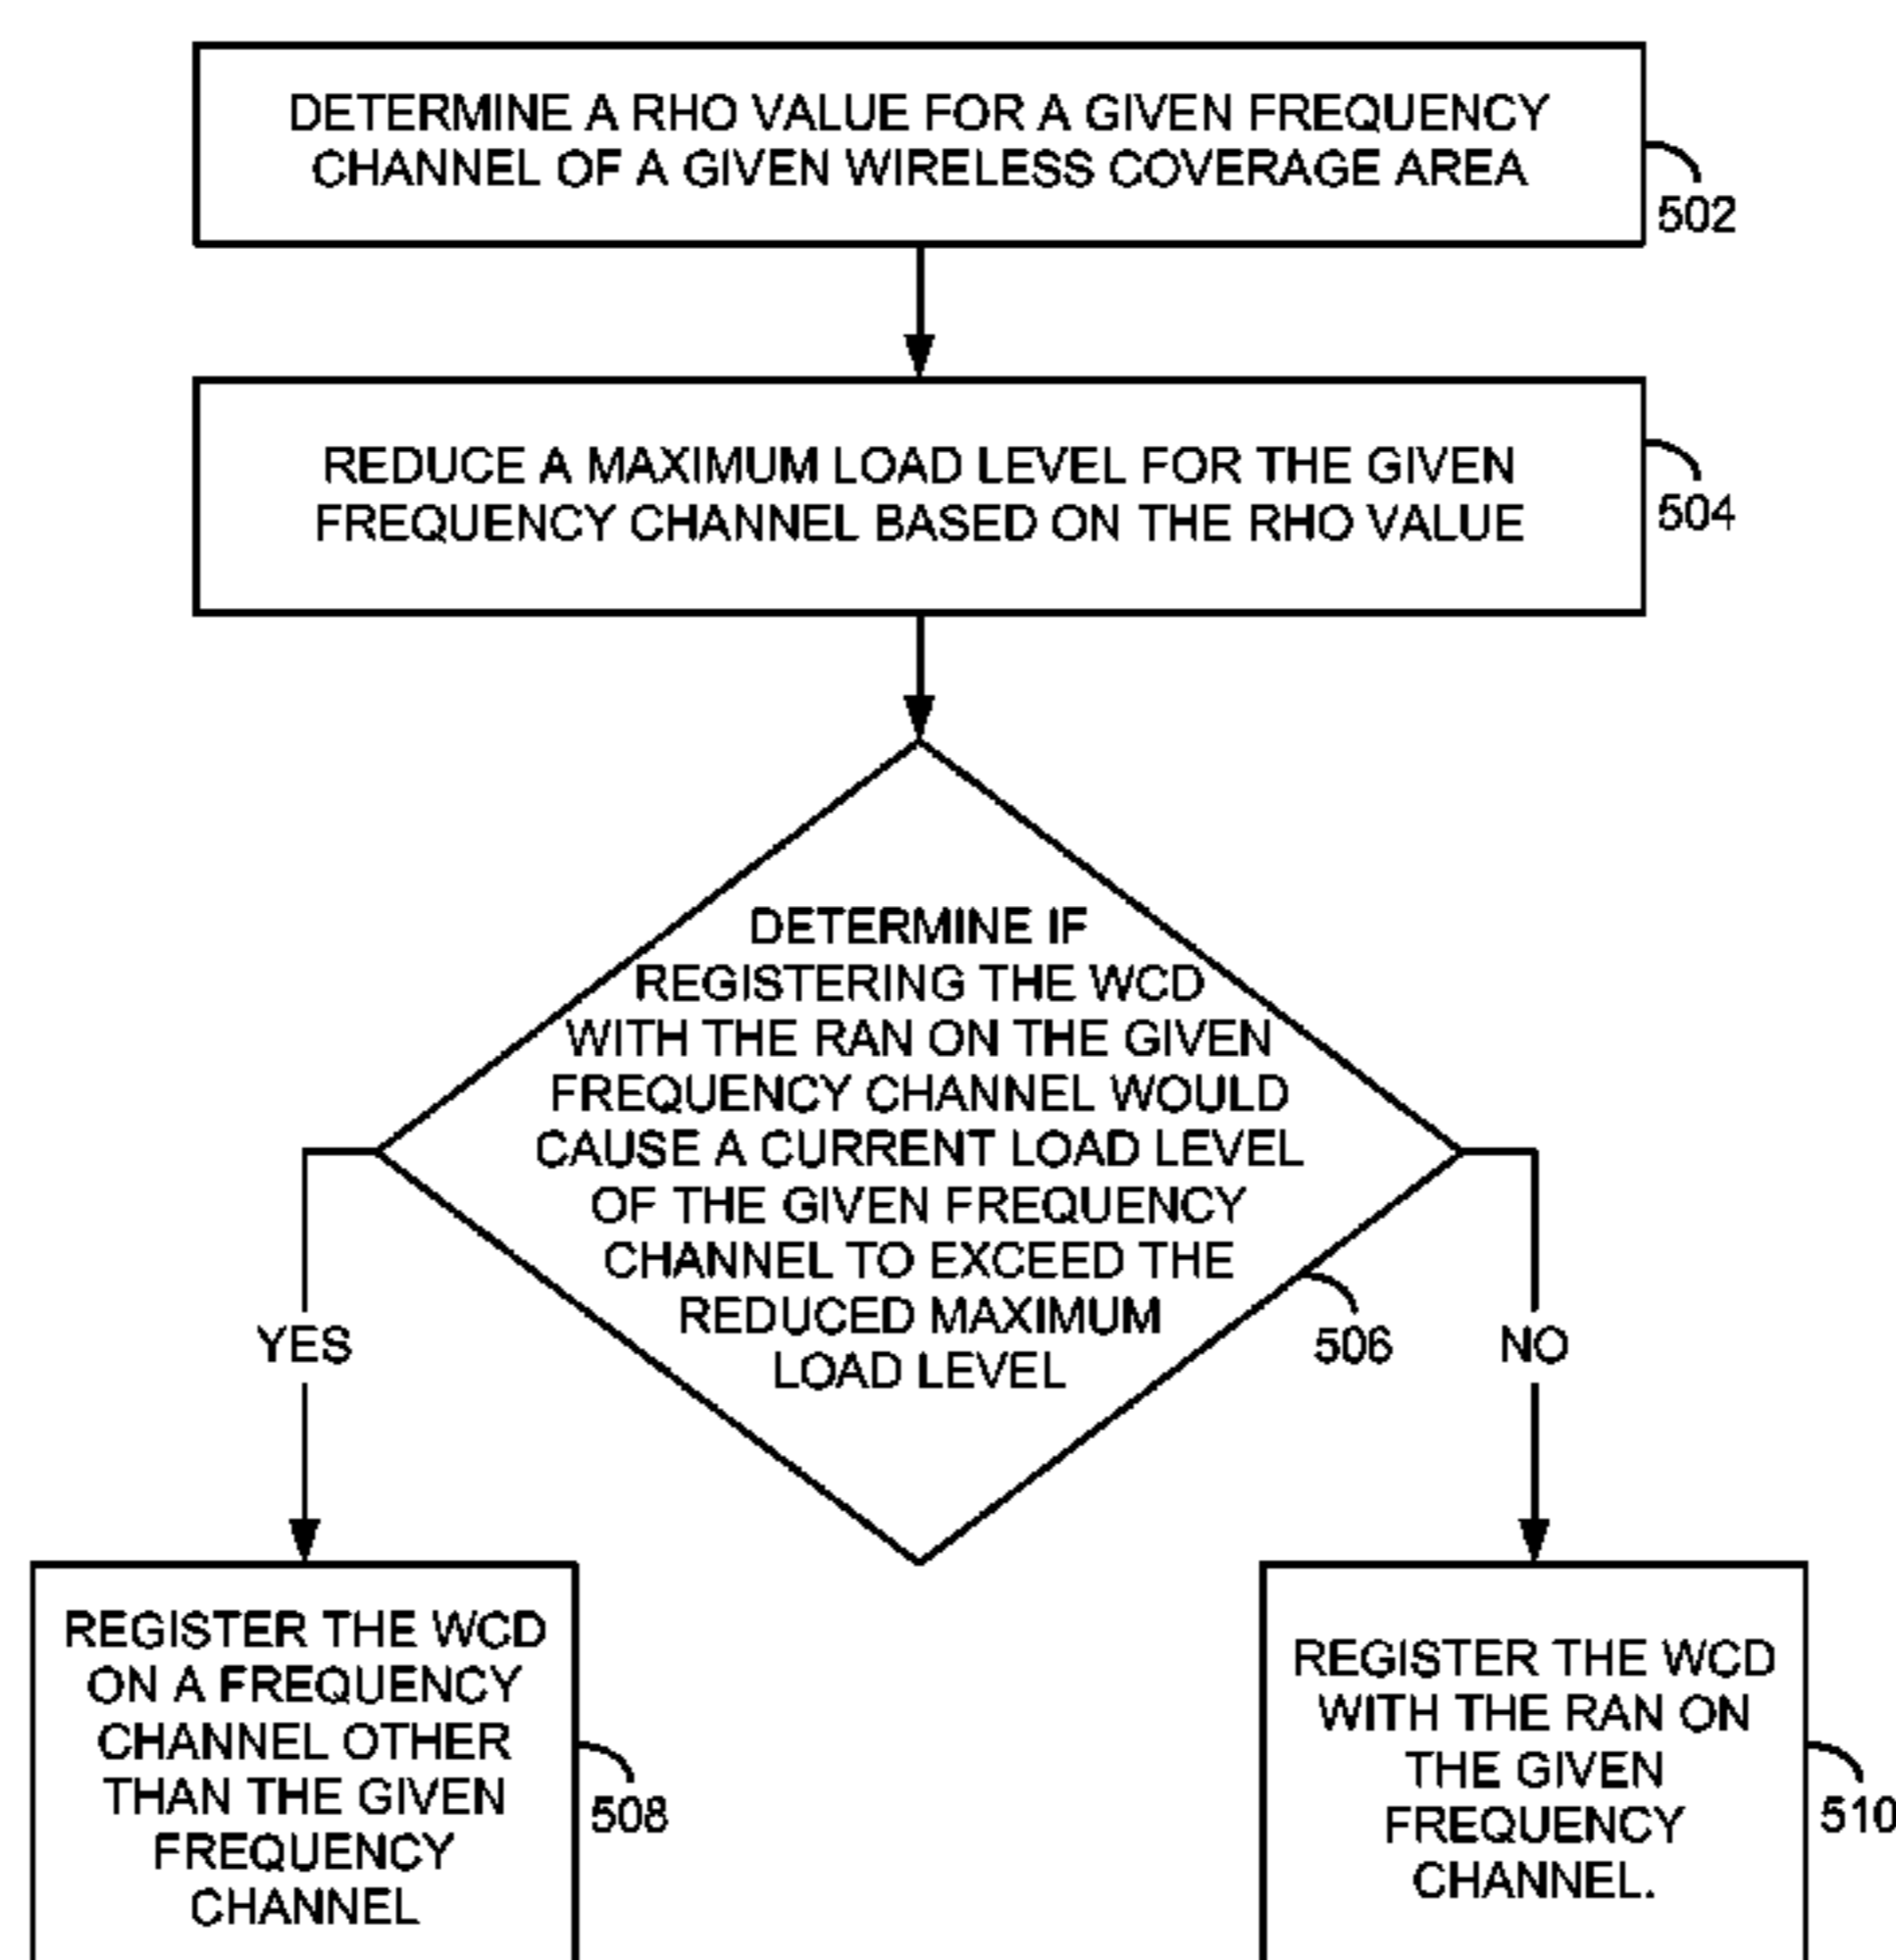 DETERMINE A RHO VALUE FOR A GIVEN FREQUENCY
CHANNEL OF A GIVEN WIRELESS COVERAGE AREA
502
REDUCE A MAXIMUM LOAD LEVEL FOR THE GIVEN
FREQUENCY CHANNEL BASED ON THE RHO VALUE
504
DETERMINE IF
REGISTERING THE WCD
WITH THE RAN ON THE GIVEN
FREQUENCY CHANNEL WOULD
CAUSE A CURRENT LOAD LEVEL
OF THE GIVEN FREQUENCY
CHANNEL TO EXCEED THE
REDUCED MAXIMUM
LOAD LEVEL
506
YES
NO
REGISTER THE WCD
ON A FREQUENCY
CHANNEL OTHER
THAN THE GIVEN
FREQUENCY
CHANNEL
508
REGISTER THE WCD
WITH THE RAN ON
THE GIVEN
FREQUENCY
CHANNEL.
510